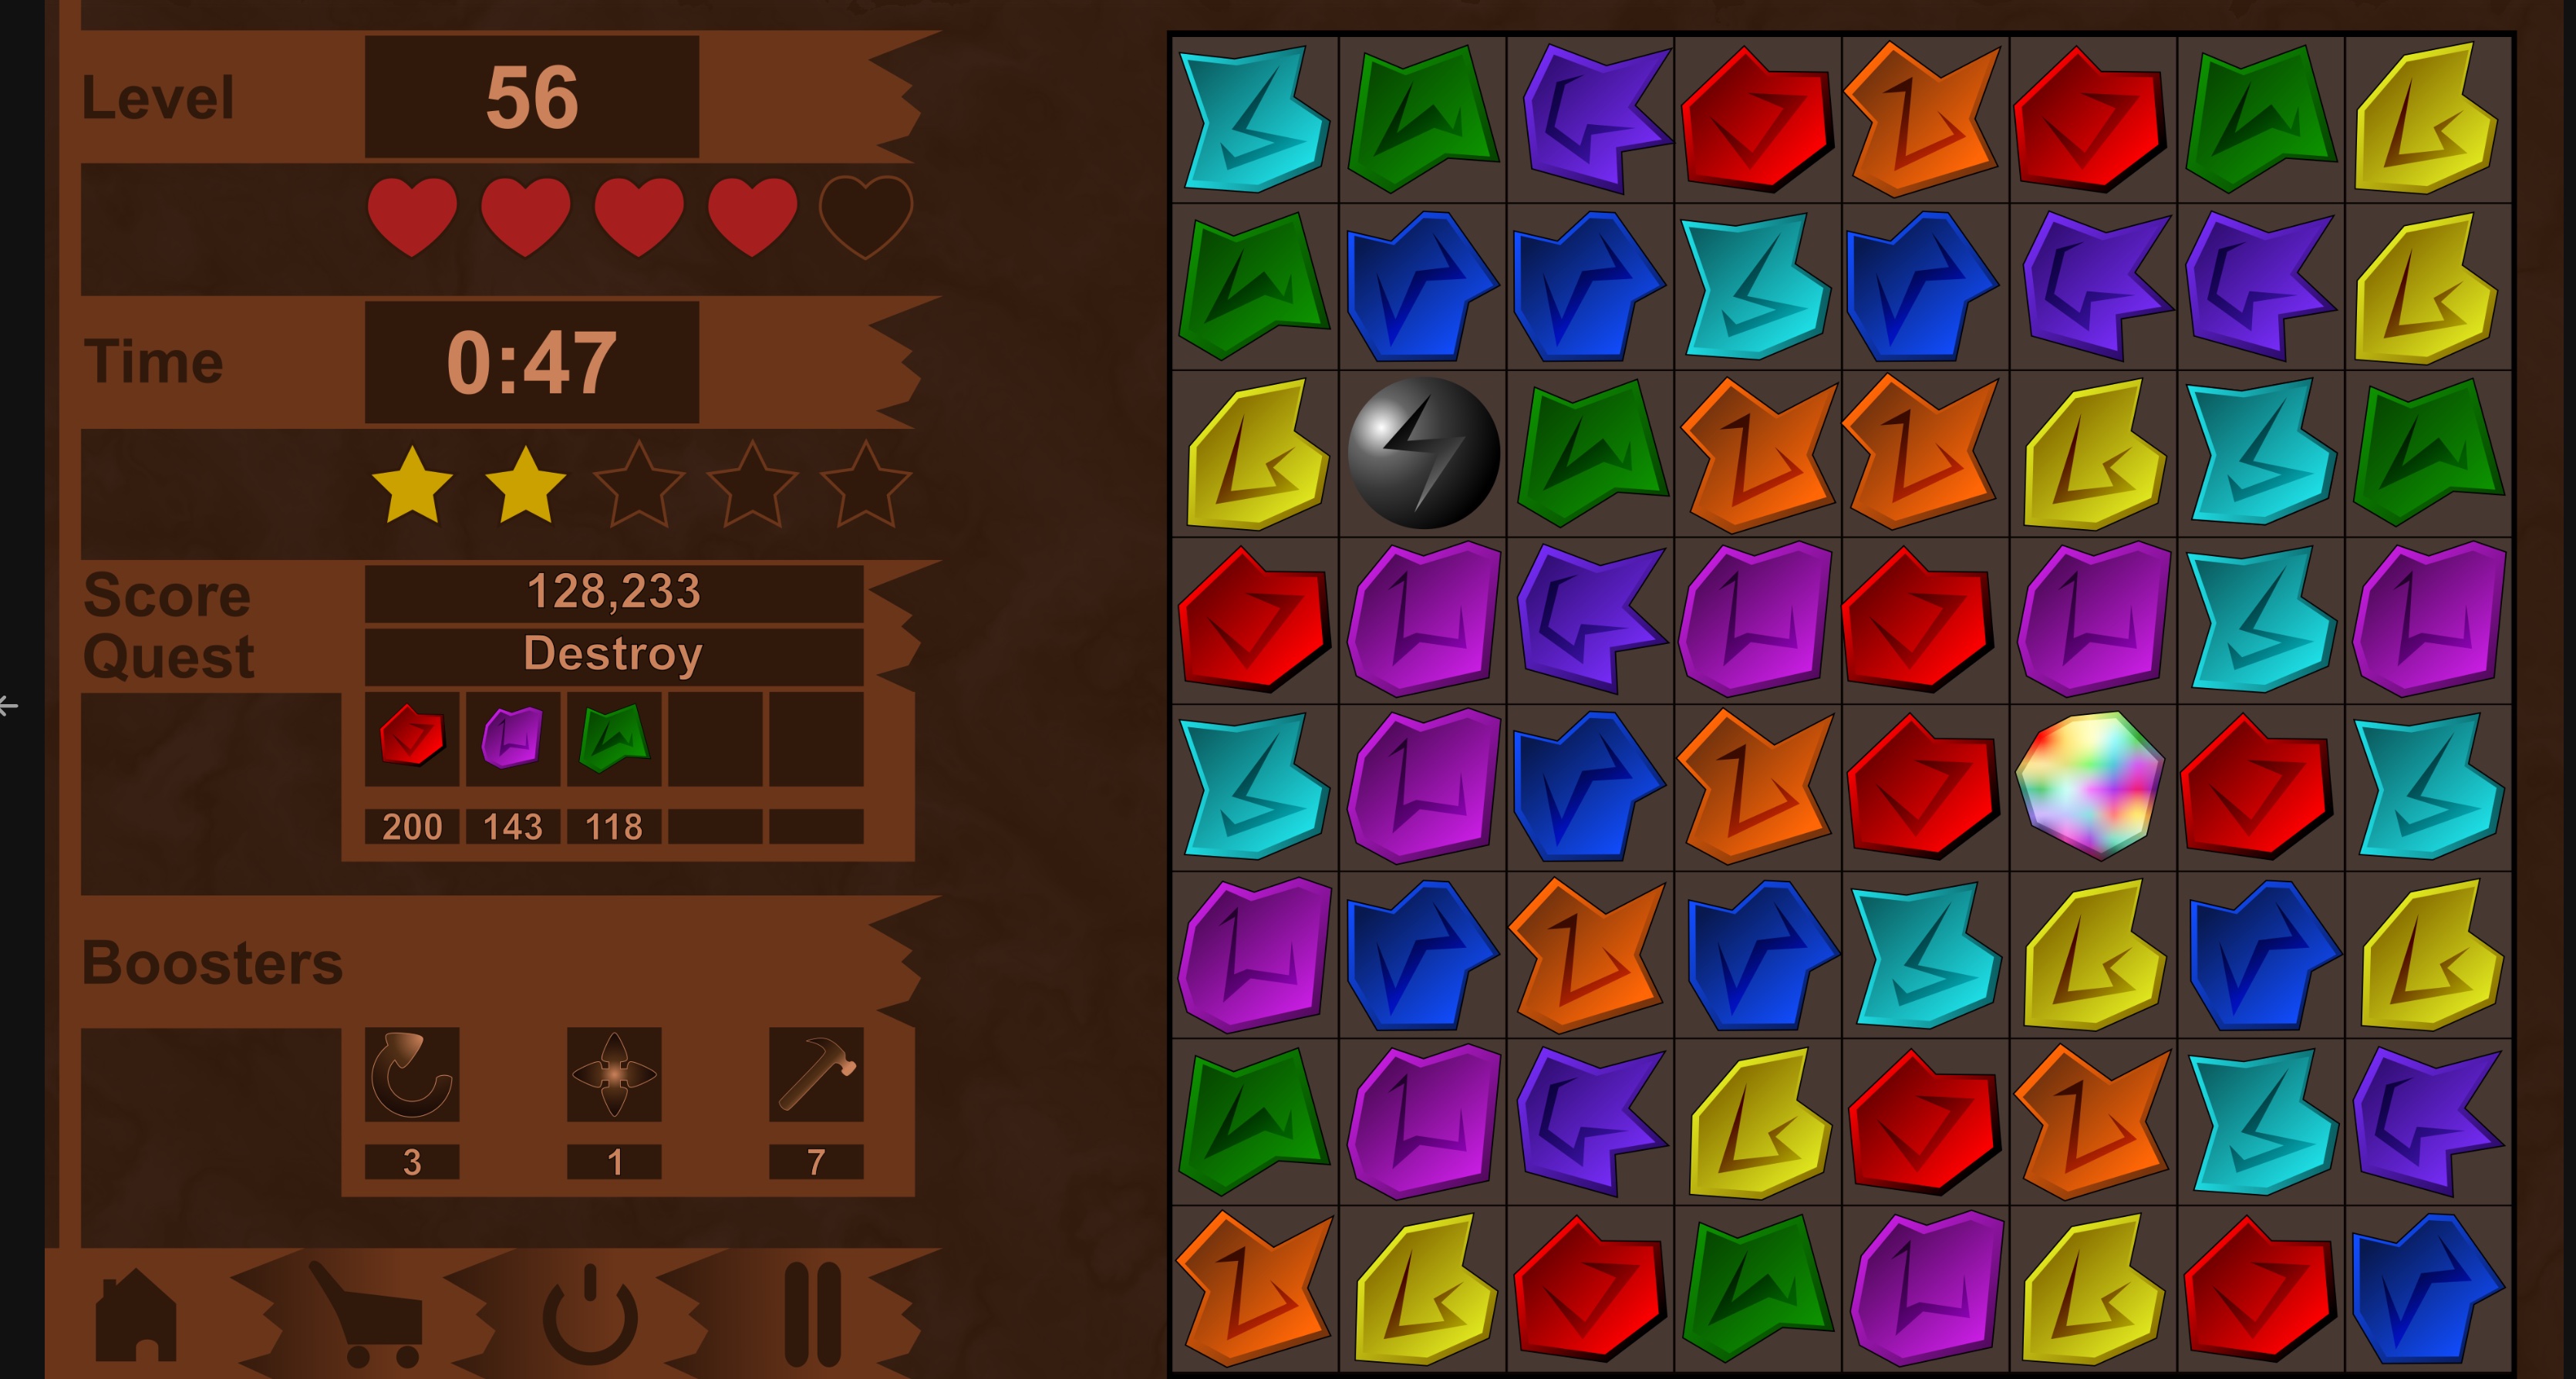 Level 56
Time 0:47
Score 128,233
Quest Destroy
200 143 118
Boosters
3 1 7